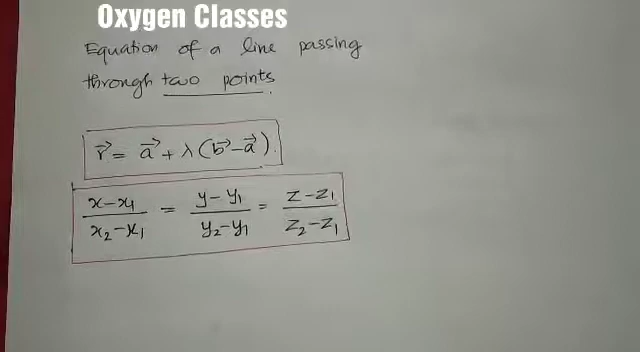 Oxygen Classes
Equation of a line passing
through two points.
r⃗ = a⃗ + λ (b⃗ - a⃗).
(x - x₁)/(x₂ - x₁) = (y - y₁)/(y₂ - y₁) = (z - z₁)/(z₂ - z₁)